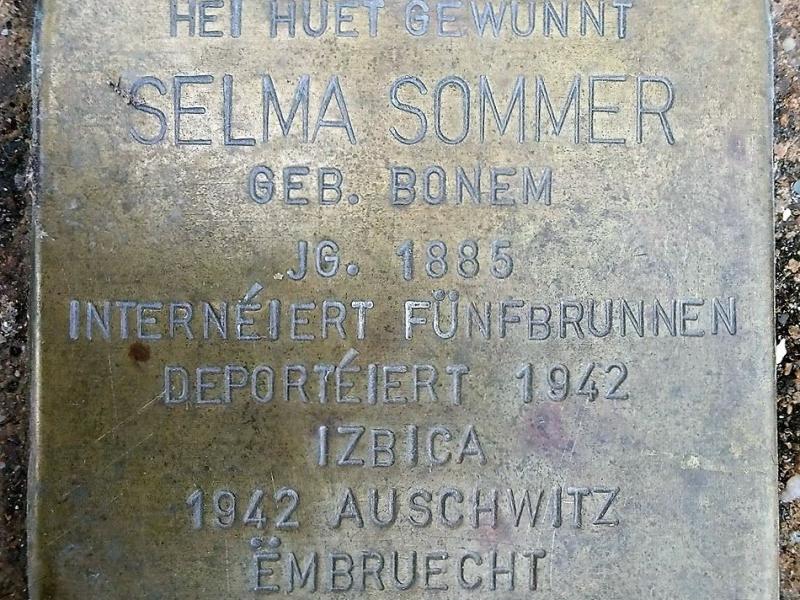 HEI HUET GEWUNNT
SELMA SOMMER
GEB. BONEM
JG. 1885
INTERNÉIERT FÜNFBRUNNEN
DEPORTÉIERT 1942
IZBICA
1942 AUSCHWITZ
ËMBRUECHT